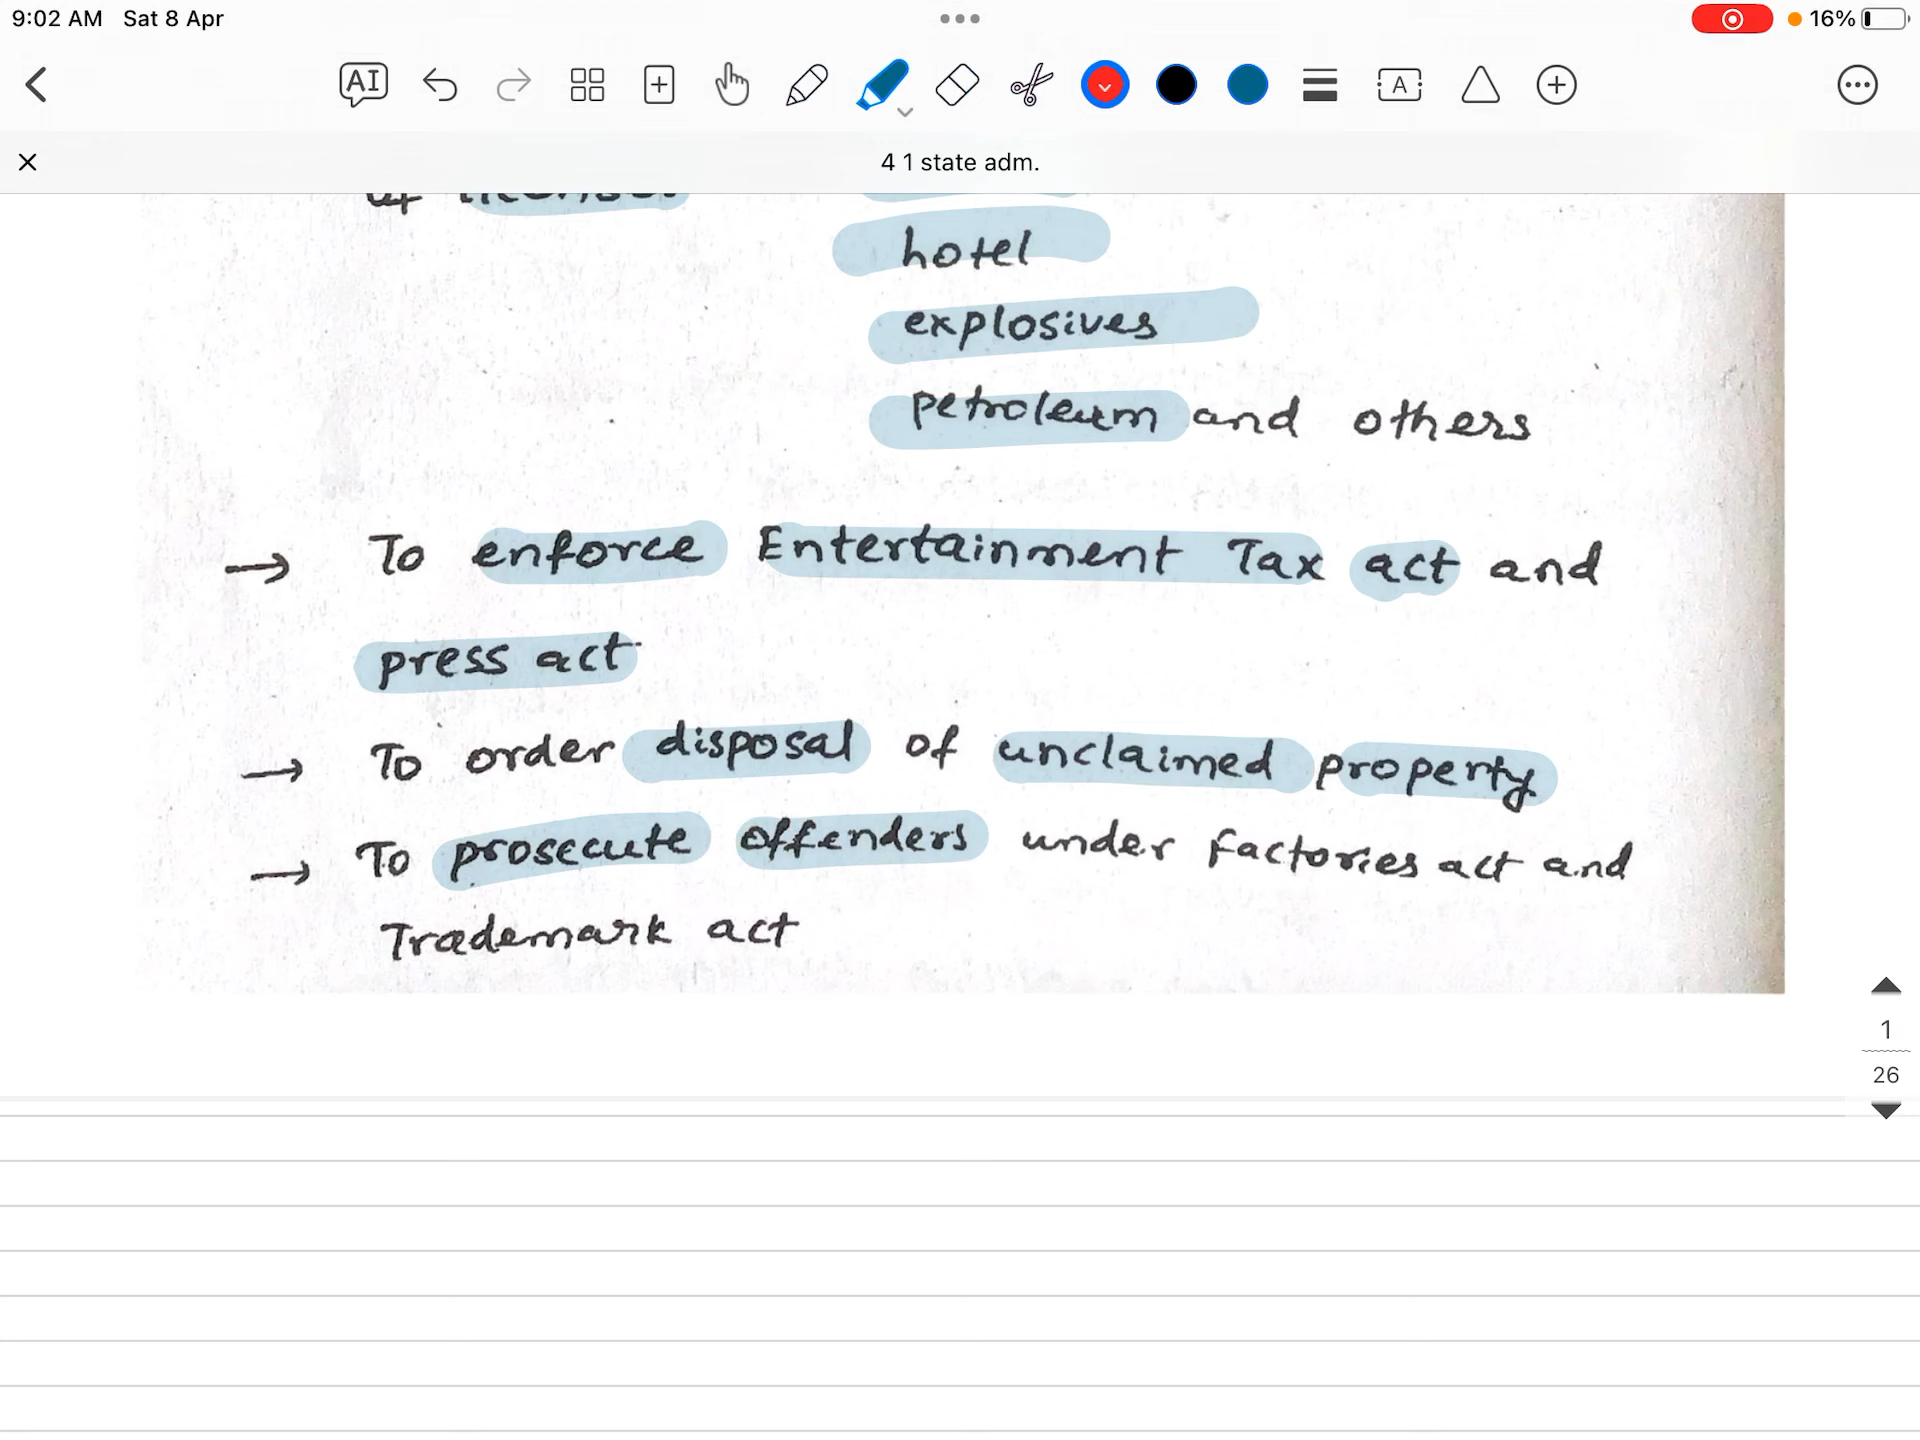 9:02 AM Sat 8 Apr
16%
AI
A
4 1 state adm.
of
hotel
explosives
petroleum and others
→ To enforce Entertainment Tax act and
press act
→ To order disposal of unclaimed property
→ To prosecute offenders under factories act and
Trademark act
1
26